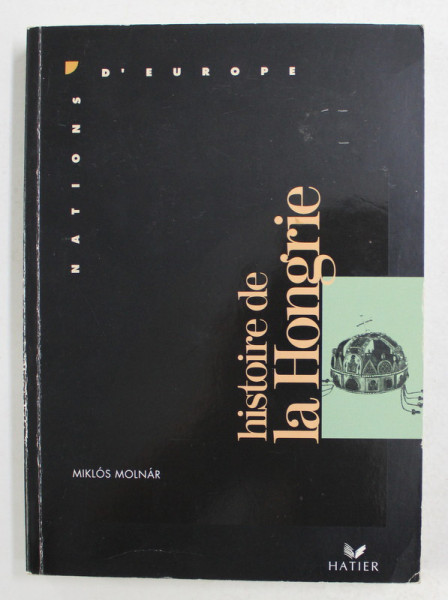 NATIONS
D'EUROPE
histoire de
la Hongrie
MIKLÓS MOLNÁR
HATIER